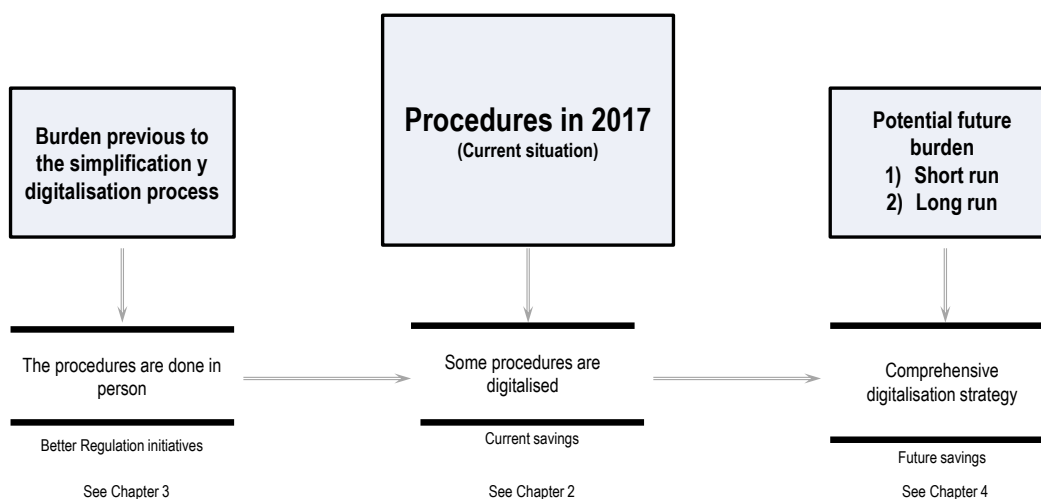 Burden previous to
the simplification y
digitalisation process
Procedures in 2017
(Current situation)
Potential future
burden
1) Short run
2) Long run
The procedures are done in
person
Some procedures are
digitalised
Comprehensive
digitalisation strategy
Better Regulation initiatives
Current savings
Future savings
See Chapter 3
See Chapter 2
See Chapter 4